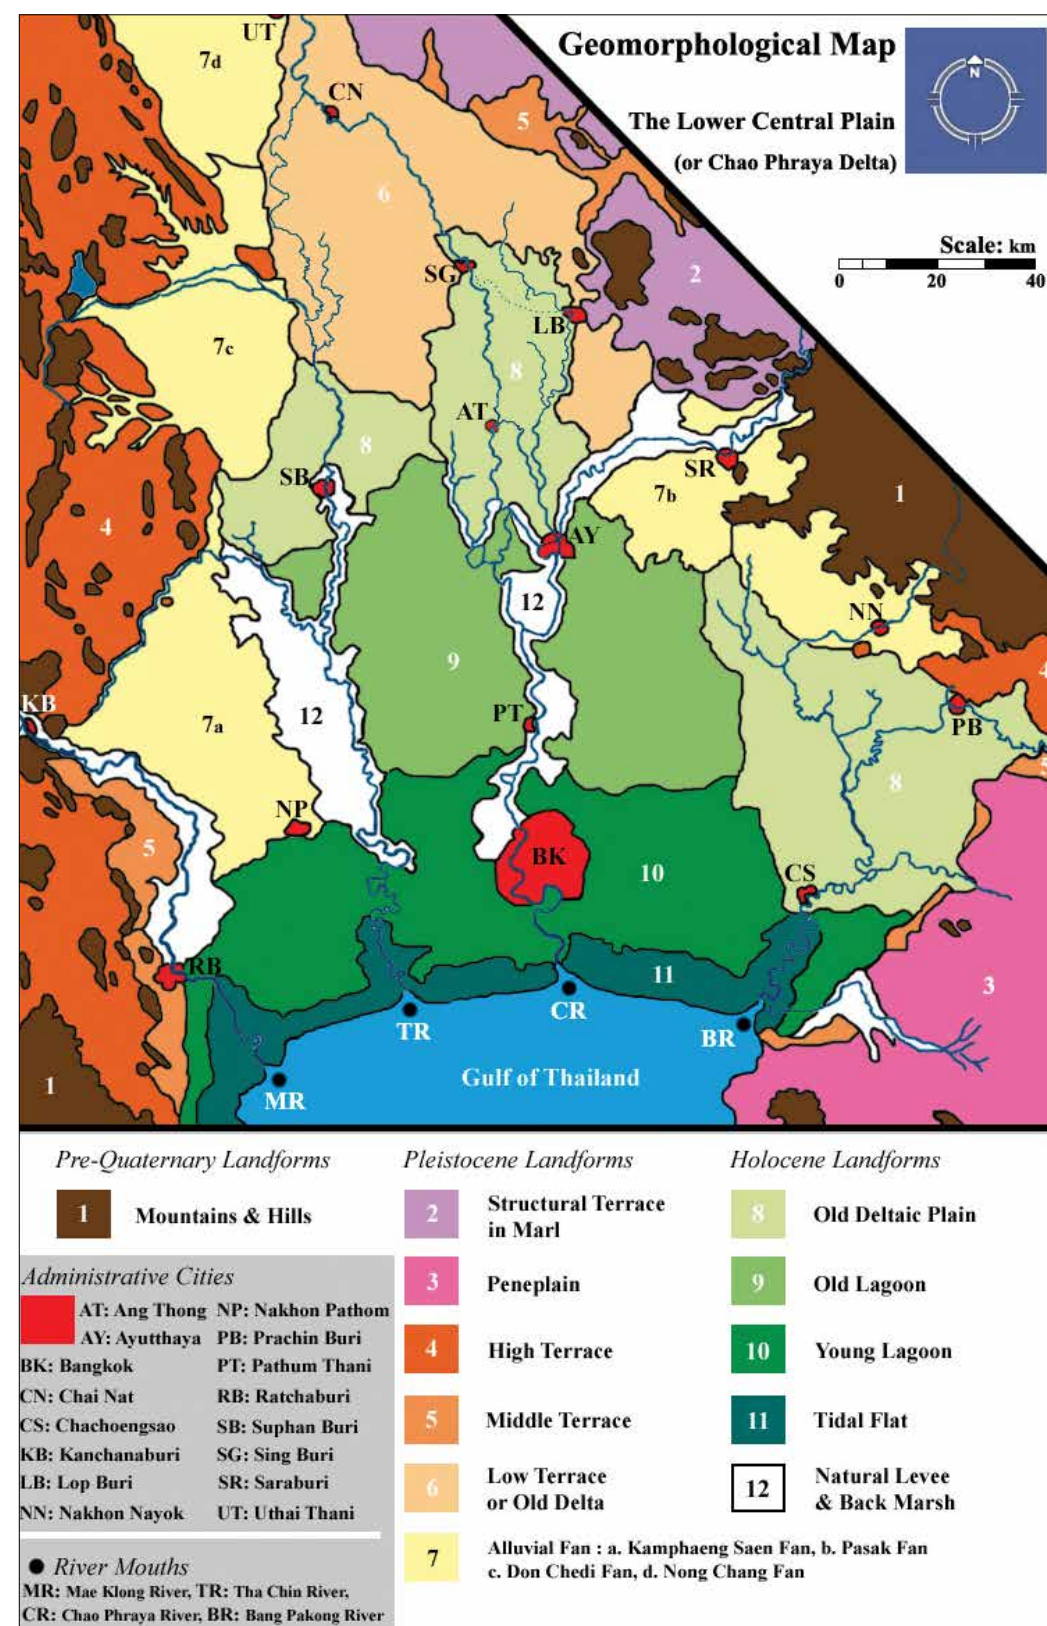 Geomorphological Map
The Lower Central Plain
(or Chao Phraya Delta)
N
Scale: km
0 20 40
UT
7d
CN
5
6
SG
2
LB
7c
8
AT
8
SR
SB
7b
1
4
AY
12
NN
9
4
KB
7a
12
PT
PB
5
8
NP
5
BK
10
CS
RB
11
3
CR
TR
BR
1
Gulf of Thailand
MR
Pre-Quaternary Landforms
1 Mountains & Hills
Administrative Cities
AT: Ang Thong NP: Nakhon Pathom
AY: Ayutthaya PB: Prachin Buri
BK: Bangkok PT: Pathum Thani
CN: Chai Nat RB: Ratchaburi
CS: Chachoengsao SB: Suphan Buri
KB: Kanchanaburi SG: Sing Buri
LB: Lop Buri SR: Saraburi
NN: Nakhon Nayok UT: Uthai Thani
River Mouths
MR: Mae Klong River, TR: Tha Chin River,
CR: Chao Phraya River, BR: Bang Pakong River
Pleistocene Landforms
2 Structural Terrace
in Marl
3 Peneplain
4 High Terrace
5 Middle Terrace
6 Low Terrace
or Old Delta
7 Alluvial Fan : a. Kamphaeng Saen Fan, b. Pasak Fan
c. Don Chedi Fan, d. Nong Chang Fan
Holocene Landforms
8 Old Deltaic Plain
9 Old Lagoon
10 Young Lagoon
11 Tidal Flat
12 Natural Levee
& Back Marsh